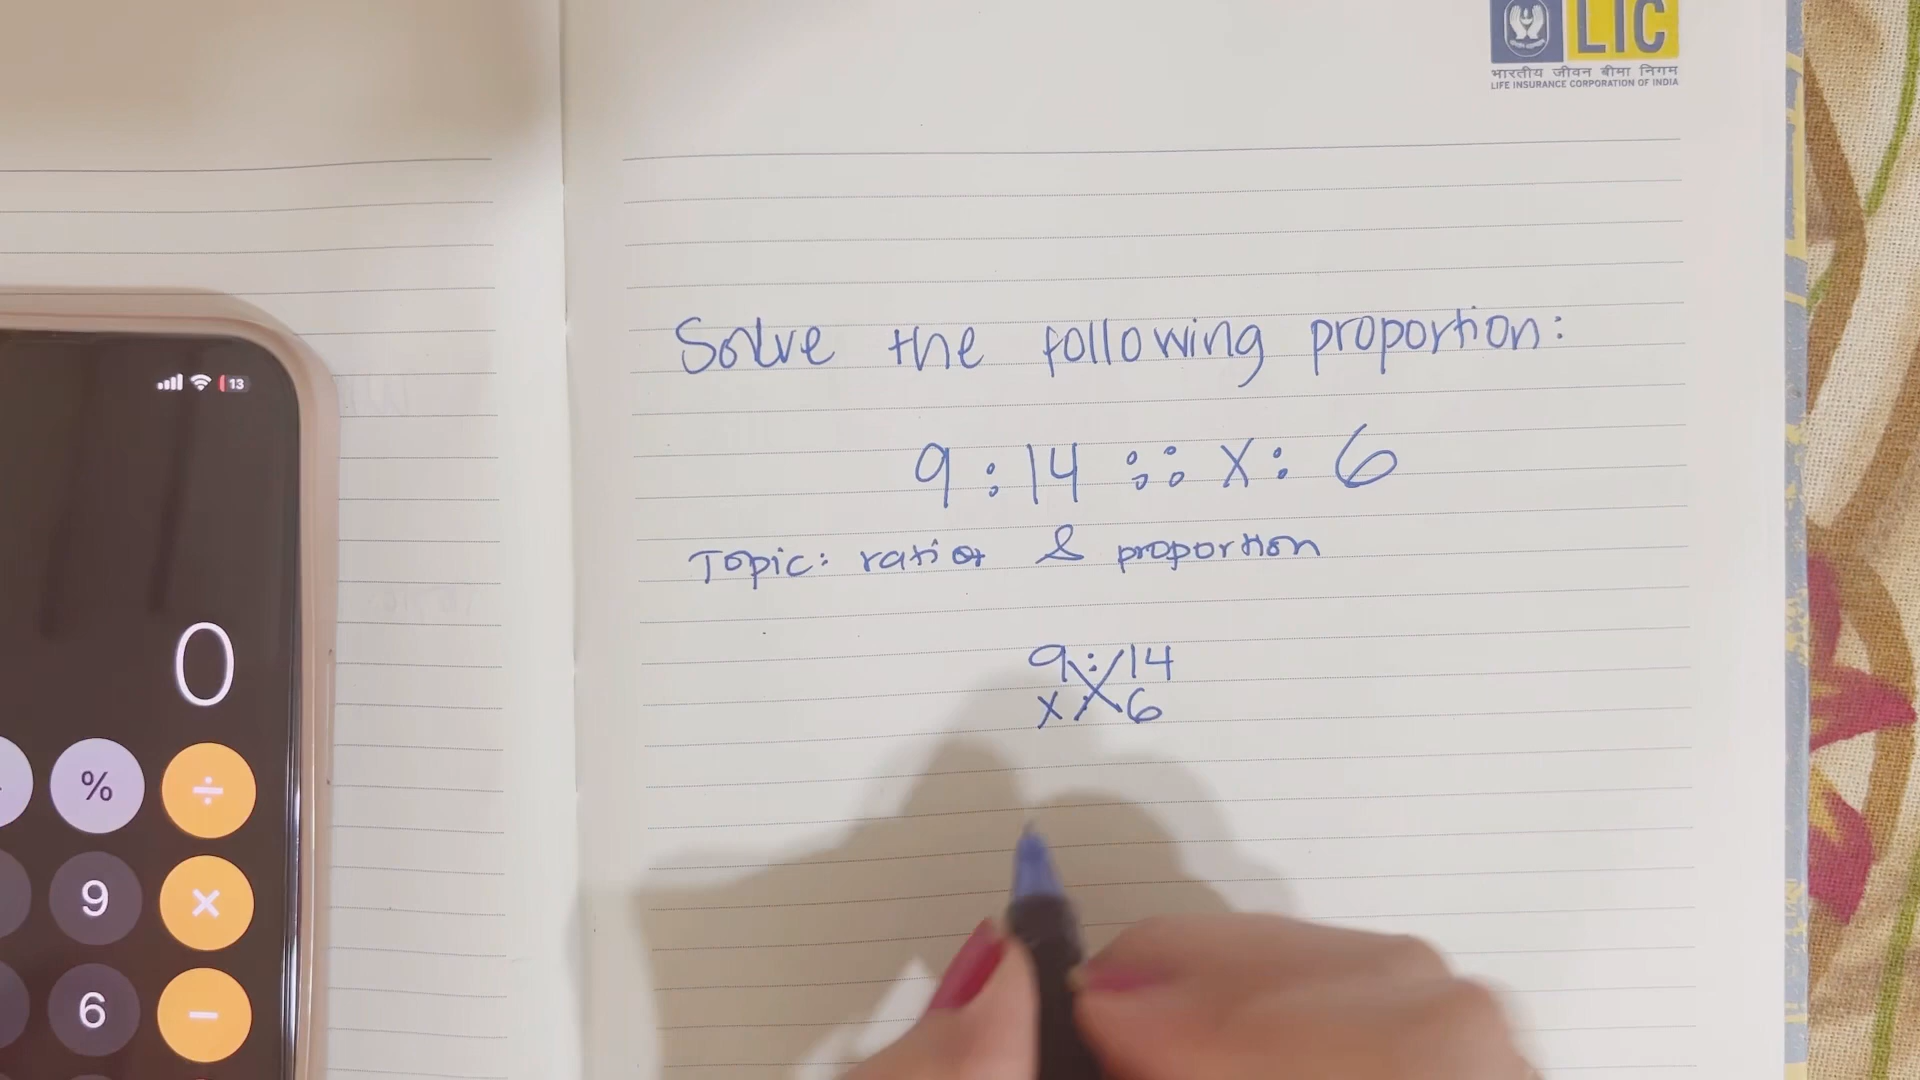 LIC
भारतीय जीवन बीमा निगम
LIFE INSURANCE CORPORATION OF INDIA
Solve the following proportion:
9 : 14 :: x : 6
Topic: ratios & proportion
9 : 14
x : 6
13
0
% ÷
9 ×
6 −